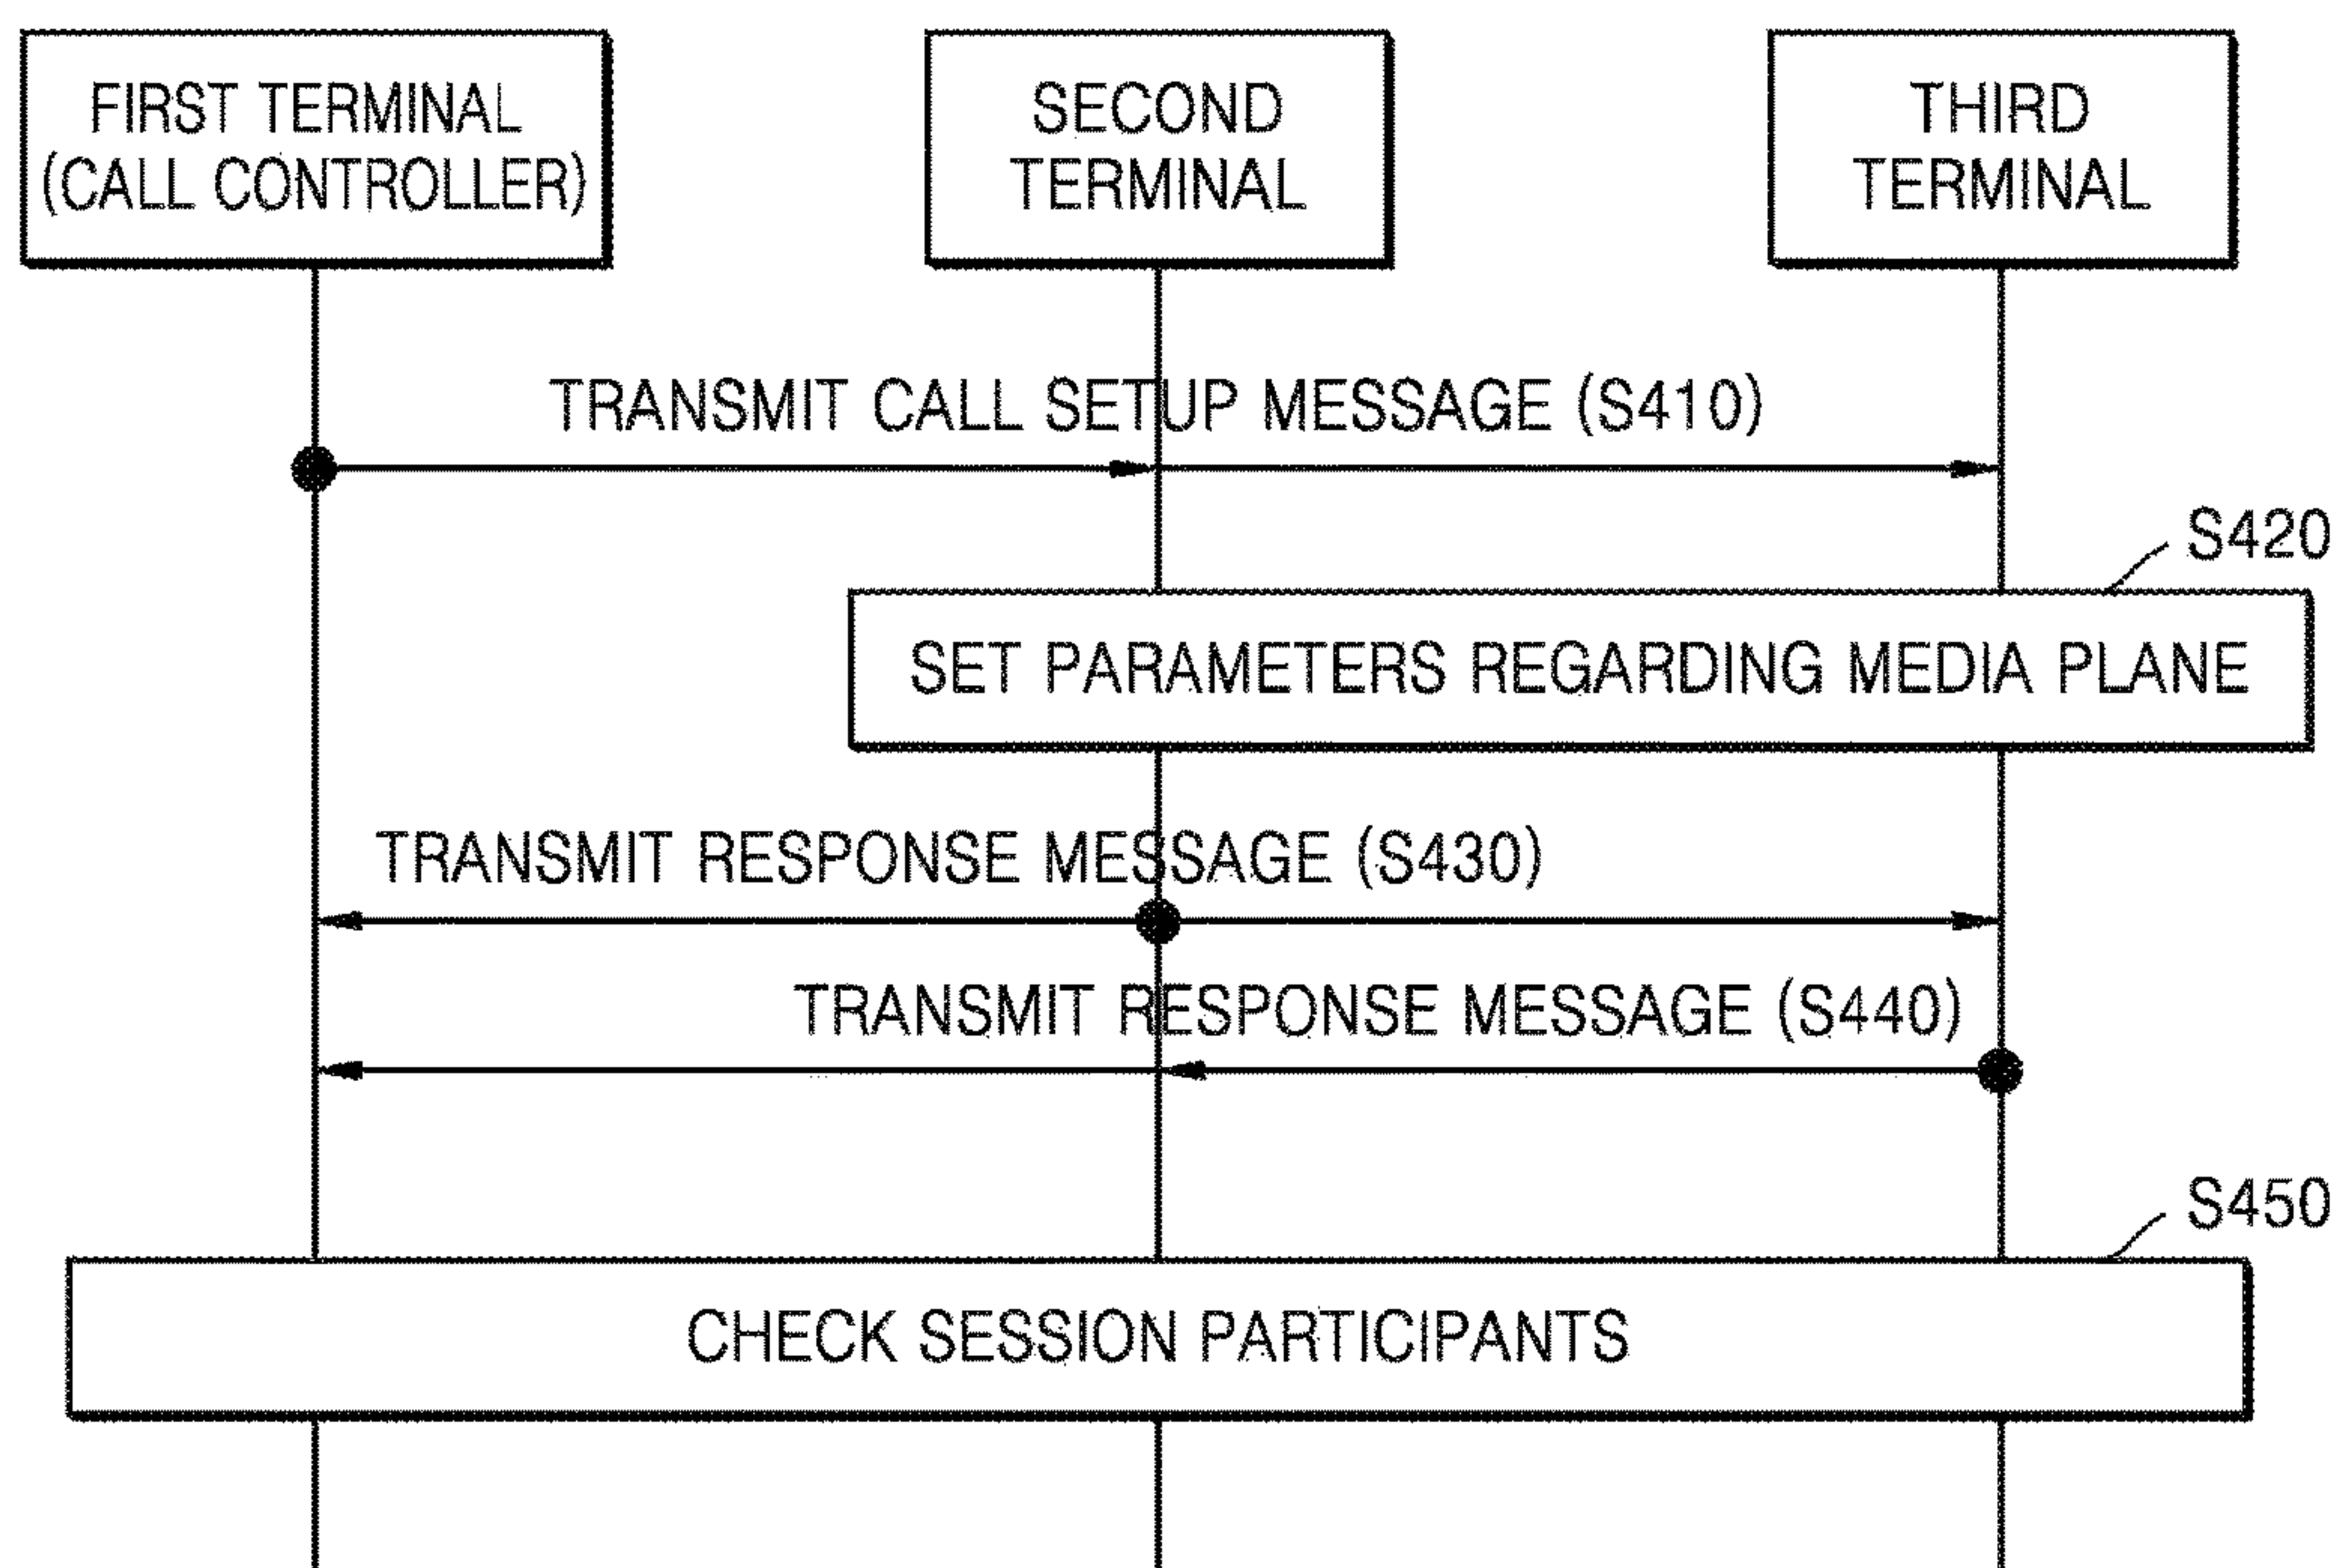 FIRST TERMINAL
(CALL CONTROLLER)
SECOND
TERMINAL
THIRD
TERMINAL
TRANSMIT CALL SETUP MESSAGE (S410)
S420
SET PARAMETERS REGARDING MEDIA PLANE
TRANSMIT RESPONSE MESSAGE (S430)
TRANSMIT RESPONSE MESSAGE (S440)
S450
CHECK SESSION PARTICIPANTS